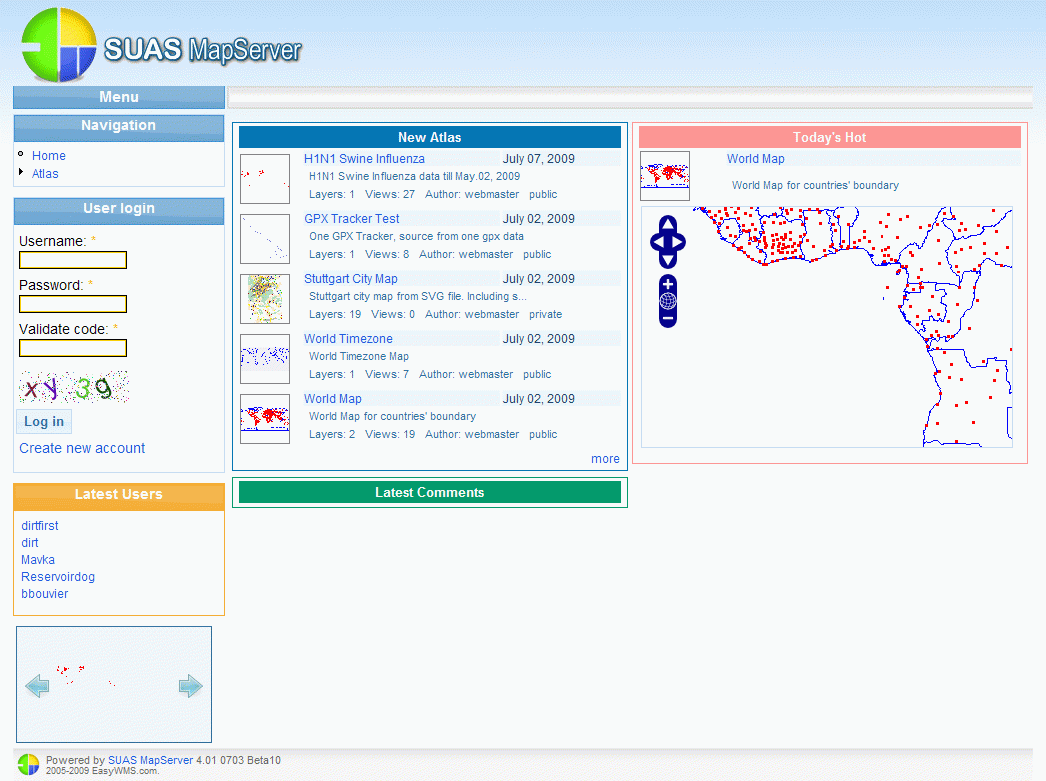 SUAS MapServer
Menu
Navigation
Home
Atlas
User login
Username: *
Password: *
Validate code: *
xy 39
Log in
Create new account
Latest Users
dirtfirst
dirt
Mavka
Reservoirdog
bbouvier
New Atlas
H1N1 Swine Influenza July 07, 2009
H1N1 Swine Influenza data till May.02, 2009
Layers: 1 Views: 27 Author: webmaster public
GPX Tracker Test July 02, 2009
One GPX Tracker, source from one gpx data
Layers: 1 Views: 8 Author: webmaster public
Stuttgart City Map July 02, 2009
Stuttgart city map from SVG file. Including s...
Layers: 19 Views: 0 Author: webmaster private
World Timezone July 02, 2009
World Timezone Map
Layers: 1 Views: 7 Author: webmaster public
World Map July 02, 2009
World Map for countries' boundary
Layers: 2 Views: 19 Author: webmaster public
more
Latest Comments
Today's Hot
World Map
World Map for countries' boundary
Powered by SUAS MapServer 4.01 0703 Beta10
2005-2009 EasyWMS.com.